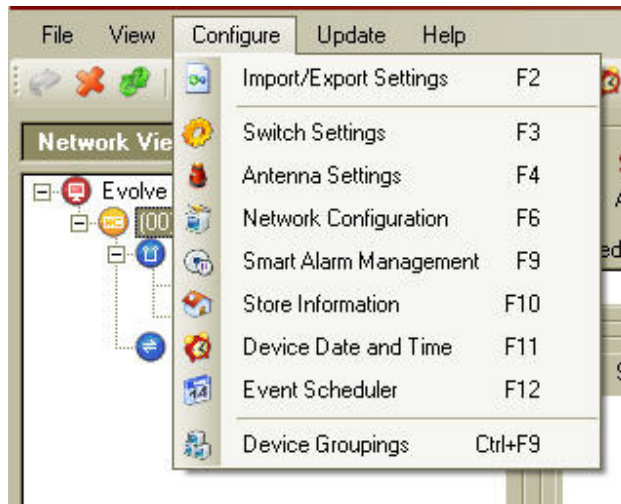 File View Configure Update Help
Import/Export Settings F2
Network Vie
Switch Settings F3
Evolve
Antenna Settings F4
(00
Network Configuration F6
ed
Smart Alarm Management F9
Store Information F10
Device Date and Time F11
Event Scheduler F12
Device Groupings Ctrl+F9